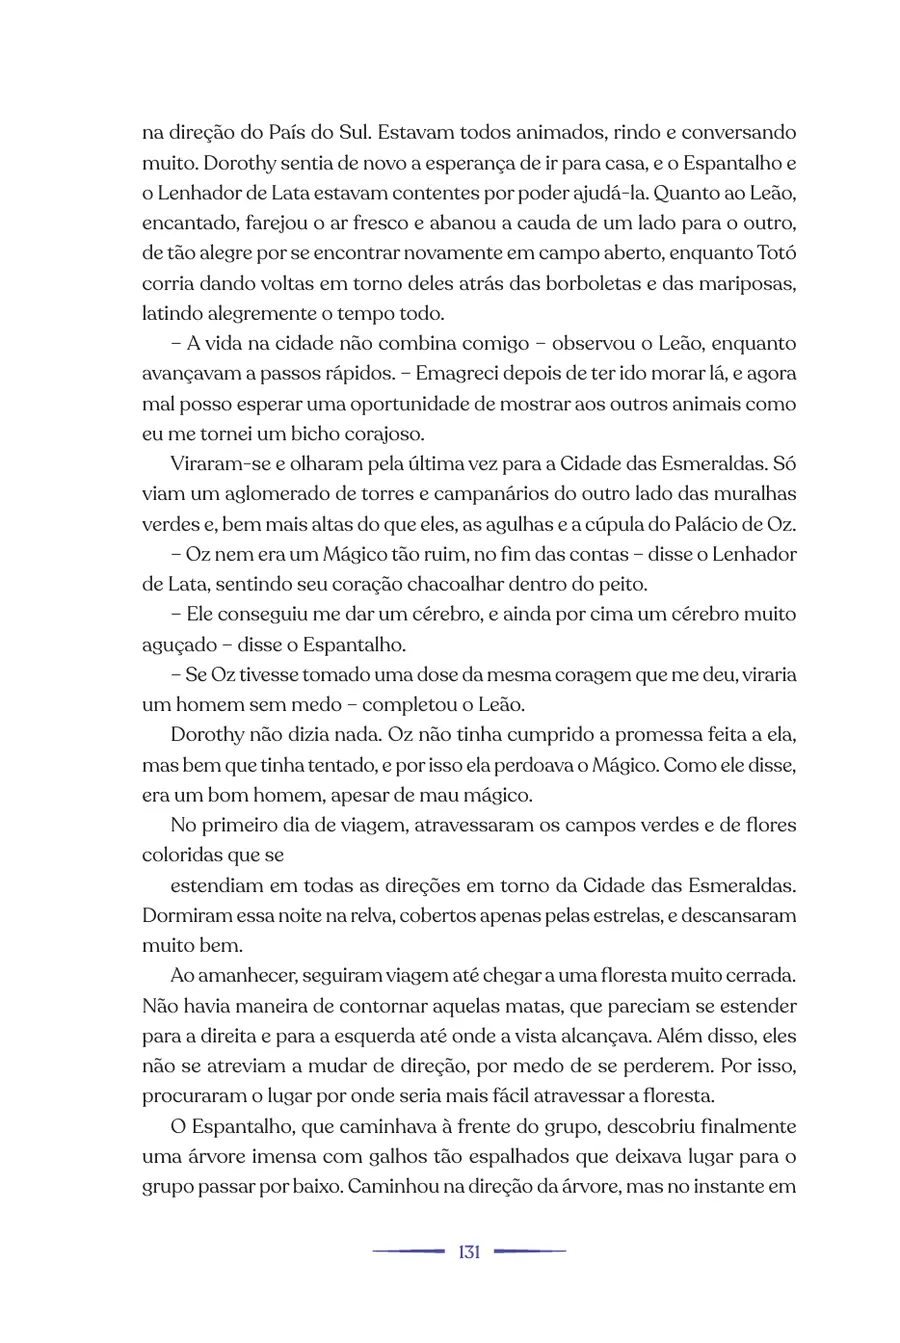 na direção do País do Sul. Estavam todos animados, rindo e conversando
muito. Dorothy sentia de novo a esperança de ir para casa, e o Espantalho e
o Lenhador de Lata estavam contentes por poder ajudá-la. Quanto ao Leão,
encantado, farejou o ar fresco e abanou a cauda de um lado para o outro,
de tão alegre por se encontrar novamente em campo aberto, enquanto Totó
corria dando voltas em torno deles atrás das borboletas e das mariposas,
latindo alegremente o tempo todo.
– A vida na cidade não combina comigo – observou o Leão, enquanto
avançavam a passos rápidos. – Emagreci depois de ter ido morar lá, e agora
mal posso esperar uma oportunidade de mostrar aos outros animais como
eu me tornei um bicho corajoso.
Viraram-se e olharam pela última vez para a Cidade das Esmeraldas. Só
viam um aglomerado de torres e campanários do outro lado das muralhas
verdes e, bem mais altas do que eles, as agulhas e a cúpula do Palácio de Oz.
– Oz nem era um Mágico tão ruim, no fim das contas – disse o Lenhador
de Lata, sentindo seu coração chacoalhar dentro do peito.
– Ele conseguiu me dar um cérebro, e ainda por cima um cérebro muito
aguçado – disse o Espantalho.
– Se Oz tivesse tomado uma dose da mesma coragem que me deu, viraria
um homem sem medo – completou o Leão.
Dorothy não dizia nada. Oz não tinha cumprido a promessa feita a ela,
mas bem que tinha tentado, e por isso ela perdoava o Mágico. Como ele disse,
era um bom homem, apesar de mau mágico.
No primeiro dia de viagem, atravessaram os campos verdes e de flores
coloridas que se
estendiam em todas as direções em torno da Cidade das Esmeraldas.
Dormiram essa noite na relva, cobertos apenas pelas estrelas, e descansaram
muito bem.
Ao amanhecer, seguiram viagem até chegar a uma floresta muito cerrada.
Não havia maneira de contornar aquelas matas, que pareciam se estender
para a direita e para a esquerda até onde a vista alcançava. Além disso, eles
não se atreviam a mudar de direção, por medo de se perderem. Por isso,
procuraram o lugar por onde seria mais fácil atravessar a floresta.
O Espantalho, que caminhava à frente do grupo, descobriu finalmente
uma árvore imensa com galhos tão espalhados que deixava lugar para o
grupo passar por baixo. Caminhou na direção da árvore, mas no instante em
131